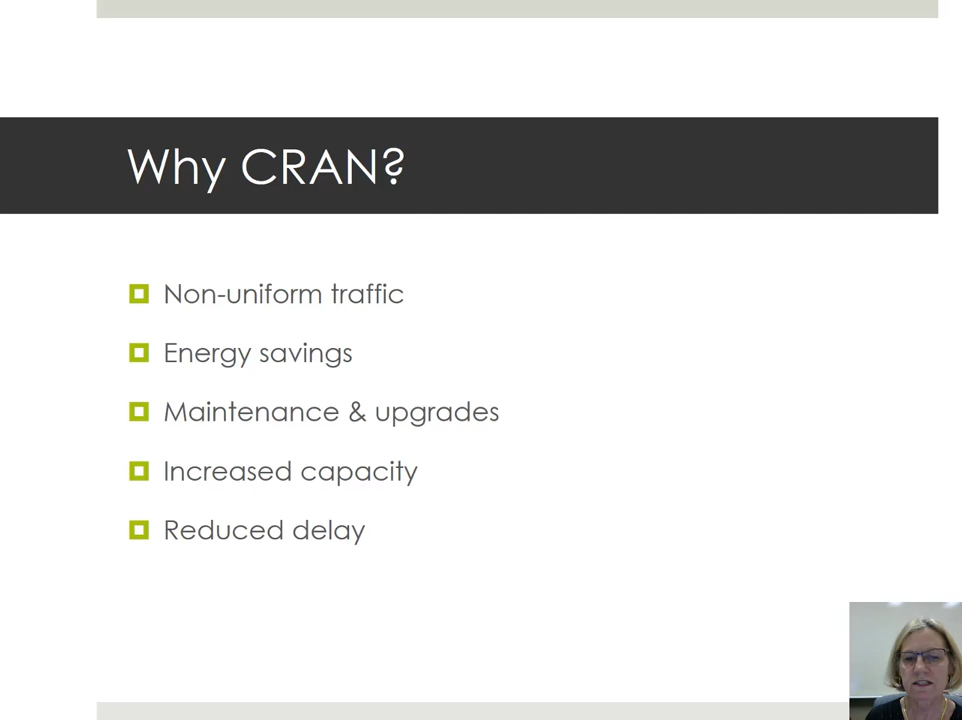 Why CRAN?
Non-uniform traffic
Energy savings
Maintenance & upgrades
Increased capacity
Reduced delay